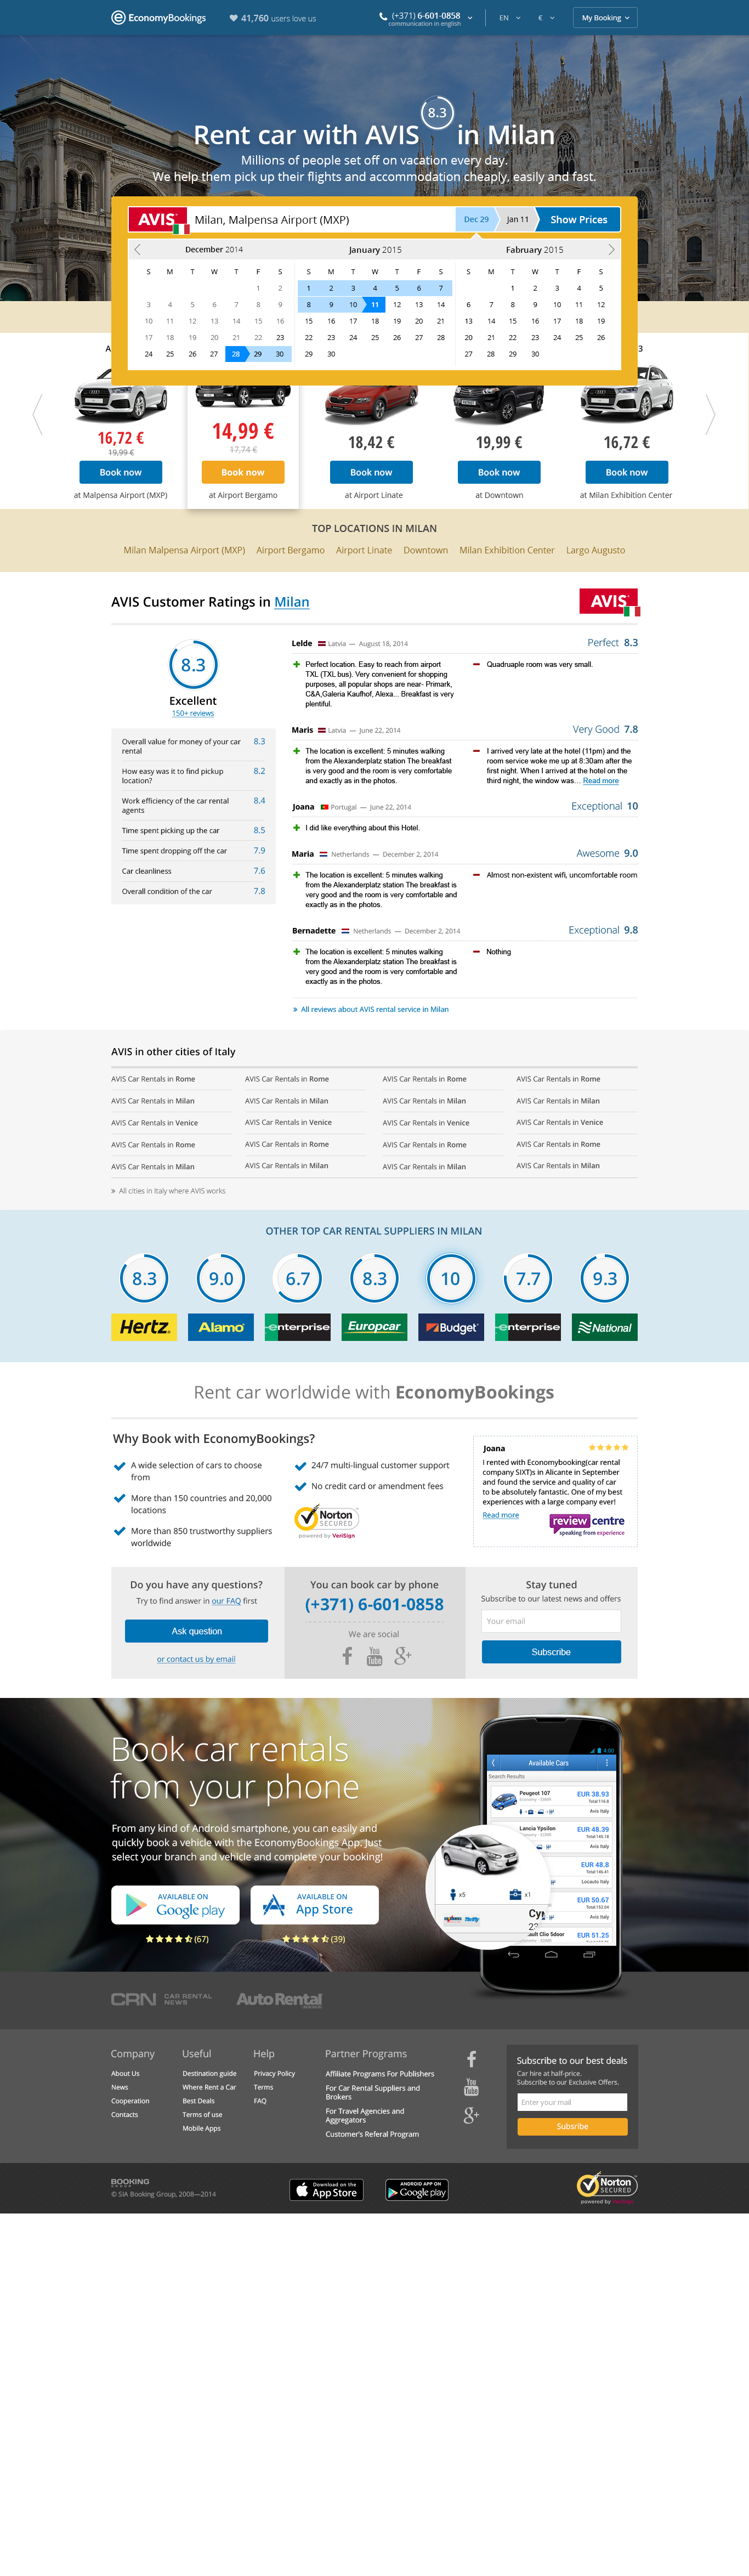 EconomyBookings
41,760 users love us
(+371) 6-601-0858
communication in english
EN
€
My Booking
Rent car with AVIS 8.3 in Milan
Millions of people set off on vacation every day.
We help them pick up their flights and accommodation cheaply, easily and fast.
AVIS
Milan, Malpensa Airport (MXP)
Dec 29
Jan 11
Show Prices
December 2014
S M T W T F S
1 2
3 4 5 6 7 8 9
10 11 12 13 14 15 16
17 18 19 20 21 22 23
24 25 26 27 28 29 30
January 2015
S M T W T F S
1 2 3 4 5 6 7
8 9 10 11 12 13 14
15 16 17 18 19 20 21
22 23 24 25 26 27 28
29 30
Fabruary 2015
S M T W T F S
1 2 3 4 5
6 7 8 9 10 11 12
13 14 15 16 17 18 19
20 21 22 23 24 25 26
27 28 29 30
A
3
16,72 €
19,99 €
Book now
at Malpensa Airport (MXP)
14,99 €
17,74 €
Book now
at Airport Bergamo
18,42 €
Book now
at Airport Linate
19,99 €
Book now
at Downtown
16,72 €
Book now
at Milan Exhibition Center
TOP LOCATIONS IN MILAN
Milan Malpensa Airport (MXP) Airport Bergamo Airport Linate Downtown Milan Exhibition Center Largo Augusto
AVIS Customer Ratings in Milan
AVIS
8.3
Excellent
150+ reviews
Overall value for money of your car
rental
8.3
How easy was it to find pickup
location?
8.2
Work efficiency of the car rental
agents
8.4
Time spent picking up the car 8.5
Time spent dropping off the car 7.9
Car cleanliness 7.6
Overall condition of the car 7.8
Lelde Latvia — August 18, 2014
Perfect 8.3
Perfect location. Easy to reach from airport
TXL (TXL bus). Very convenient for shopping
purposes, all popular shops are near- Primark,
C&A,Galeria Kaufhof, Alexa... Breakfast is very
plentiful.
Quadruaple room was very small.
Maris Latvia — June 22, 2014
Very Good 7.8
The location is excellent: 5 minutes walking
from the Alexanderplatz station The breakfast
is very good and the room is very comfortable
and exactly as in the photos.
I arrived very late at the hotel (11pm) and the
room service woke me up at 8:30am after the
first night. When I arrived at the hotel on the
third night, the window was… Read more
Joana Portugal — June 22, 2014
Exceptional 10
I did like everything about this Hotel.
Maria Netherlands — December 2, 2014
Awesome 9.0
The location is excellent: 5 minutes walking
from the Alexanderplatz station The breakfast is
very good and the room is very comfortable and
exactly as in the photos.
Almost non-existent wifi, uncomfortable room
Bernadette Netherlands — December 2, 2014
Exceptional 9.8
The location is excellent: 5 minutes walking
from the Alexanderplatz station The breakfast is
very good and the room is very comfortable and
exactly as in the photos.
Nothing
» All reviews about AVIS rental service in Milan
AVIS in other cities of Italy
AVIS Car Rentals in Rome AVIS Car Rentals in Rome AVIS Car Rentals in Rome AVIS Car Rentals in Rome
AVIS Car Rentals in Milan AVIS Car Rentals in Milan AVIS Car Rentals in Milan AVIS Car Rentals in Milan
AVIS Car Rentals in Venice AVIS Car Rentals in Venice AVIS Car Rentals in Venice AVIS Car Rentals in Venice
AVIS Car Rentals in Rome AVIS Car Rentals in Rome AVIS Car Rentals in Rome AVIS Car Rentals in Rome
AVIS Car Rentals in Milan AVIS Car Rentals in Milan AVIS Car Rentals in Milan AVIS Car Rentals in Milan
» All cities in Italy where AVIS works
OTHER TOP CAR RENTAL SUPPLIERS IN MILAN
8.3 9.0 6.7 8.3 10 7.7 9.3
Hertz Alamo enterprise Europcar Budget enterprise National
Rent car worldwide with EconomyBookings
Why Book with EconomyBookings?
A wide selection of cars to choose
from
More than 150 countries and 20,000
locations
More than 850 trustworthy suppliers
worldwide
24/7 multi-lingual customer support
No credit card or amendment fees
Norton
SECURED
powered by VeriSign
Joana
I rented with Economybooking(car rental
company SIXT)s in Alicante in September
and found the service and quality of car
to be absolutely fantastic. One of my best
experiences with a large company ever!
Read more
review centre
speaking from experience
Do you have any questions?
Try to find answer in our FAQ first
Ask question
or contact us by email
You can book car by phone
(+371) 6-601-0858
We are social
You Tube
Stay tuned
Subscribe to our latest news and offers
Your email
Subscribe
Book car rentals
from your phone
From any kind of Android smartphone, you can easily and
quickly book a vehicle with the EconomyBookings App. Just
select your branch and vehicle and complete your booking!
AVAILABLE ON
Google play
(67)
AVAILABLE ON
App Store
(39)
4:00
Available Cars
Search Results
Peugeot 107
EUR 38.93
Avis Italy
Lancia Ypsilon
EUR 48.39
Avis Italy
EUR 48.8
Locauto Italy
EUR 50.67
Avis Italy
ault Clio 5door
EUR 51.25
x5
x1
CRN CAR RENTAL
NEWS
Auto Rental
Company
About Us
News
Cooperation
Contacts
Useful
Destination guide
Where Rent a Car
Best Deals
Terms of use
Mobile Apps
Help
Privacy Policy
Terms
FAQ
Partner Programs
Affiliate Programs For Publishers
For Car Rental Suppliers and
Brokers
For Travel Agencies and
Aggregators
Customer's Referal Program
You Tube
Subscribe to our best deals
Car hire at half-price.
Subscribe to our Exclusive Offers.
Enter your mail
Subsribe
BOOKING
GROUP
© SIA Booking Group, 2008—2014
Download on the
App Store
ANDROID APP ON
Google play
Norton
SECURED
powered by VeriSign